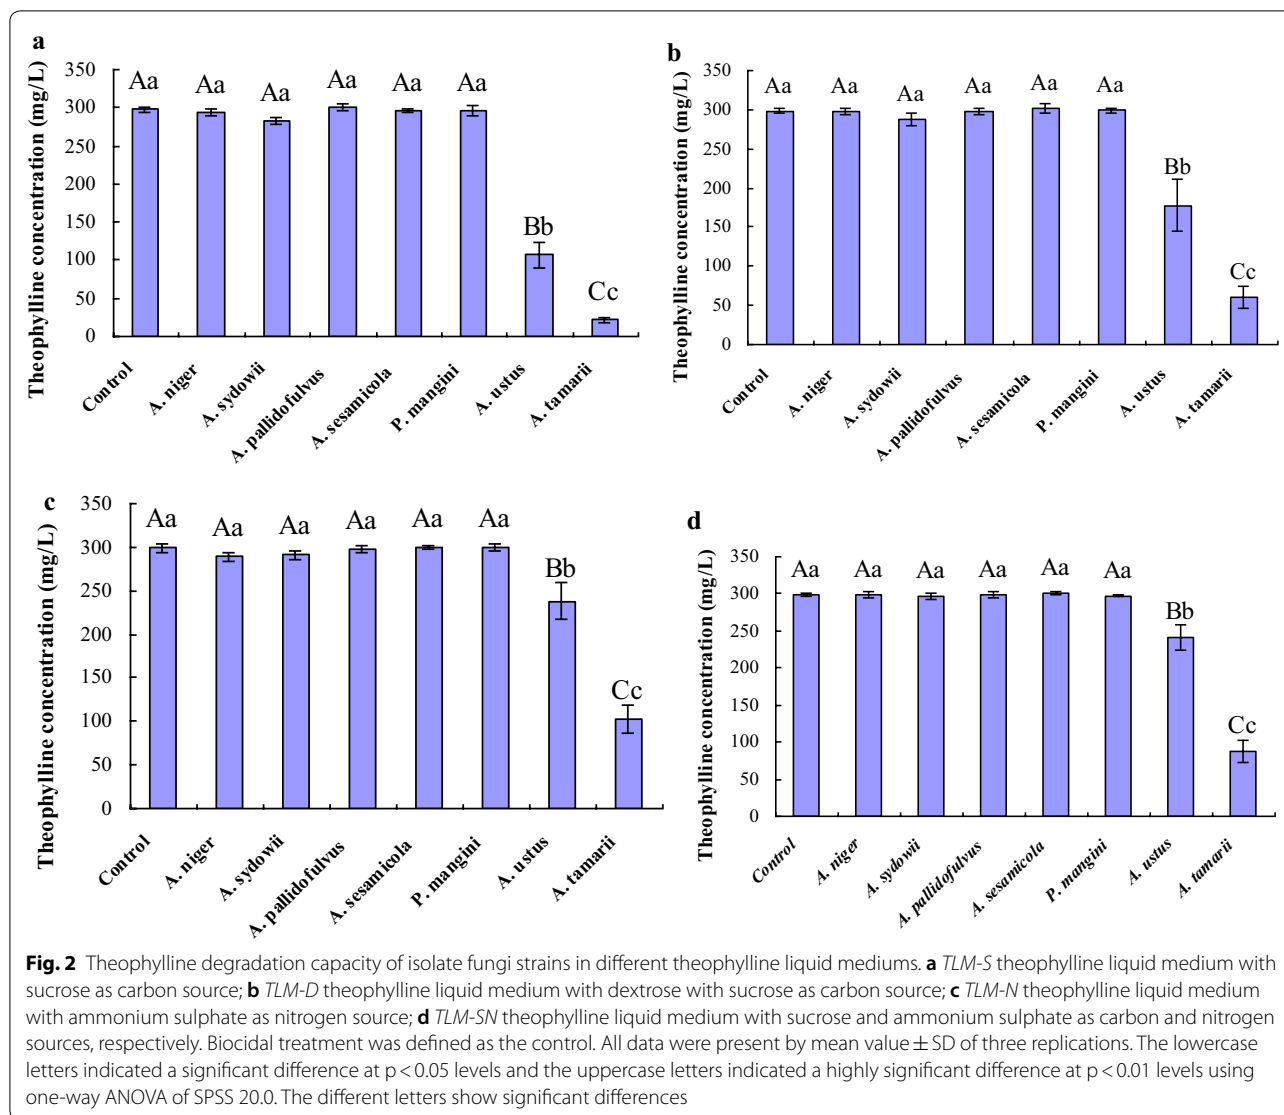 a
Theophylline concentration (mg/L)
350
300
250
200
150
100
50
0
Aa Aa Aa Aa Aa Aa Bb Cc
Control
A. niger
A. sydowii
A. pallidofulvus
A. sesamicola
P. mangini
A. ustus
A. tamarii
b
Theophylline concentration (mg/L)
350
300
250
200
150
100
50
0
Aa Aa Aa Aa Aa Aa Bb Cc
Control
A. niger
A. sydowii
A. pallidofulvus
A. sesamicola
P. mangini
A. ustus
A. tamarii
c
Theophylline concentration (mg/L)
350
300
250
200
150
100
50
0
Aa Aa Aa Aa Aa Aa Bb Cc
Control
A. niger
A. sydowii
A. pallidofulvus
A. sesamicola
P. mangini
A. ustus
A. tamarii
d
Theophylline concentration (mg/L)
350
300
250
200
150
100
50
0
Aa Aa Aa Aa Aa Aa Bb Cc
Control
A. niger
A. sydowii
A. pallidofulvus
A. sesamicola
P. mangini
A. ustus
A. tamarii
Fig. 2 Theophylline degradation capacity of isolate fungi strains in different theophylline liquid mediums. a TLM-S theophylline liquid medium with
sucrose as carbon source; b TLM-D theophylline liquid medium with dextrose with sucrose as carbon source; c TLM-N theophylline liquid medium
with ammonium sulphate as nitrogen source; d TLM-SN theophylline liquid medium with sucrose and ammonium sulphate as carbon and nitrogen
sources, respectively. Biocidal treatment was defined as the control. All data were present by mean value ± SD of three replications. The lowercase
letters indicated a significant difference at p < 0.05 levels and the uppercase letters indicated a highly significant difference at p < 0.01 levels using
one-way ANOVA of SPSS 20.0. The different letters show significant differences